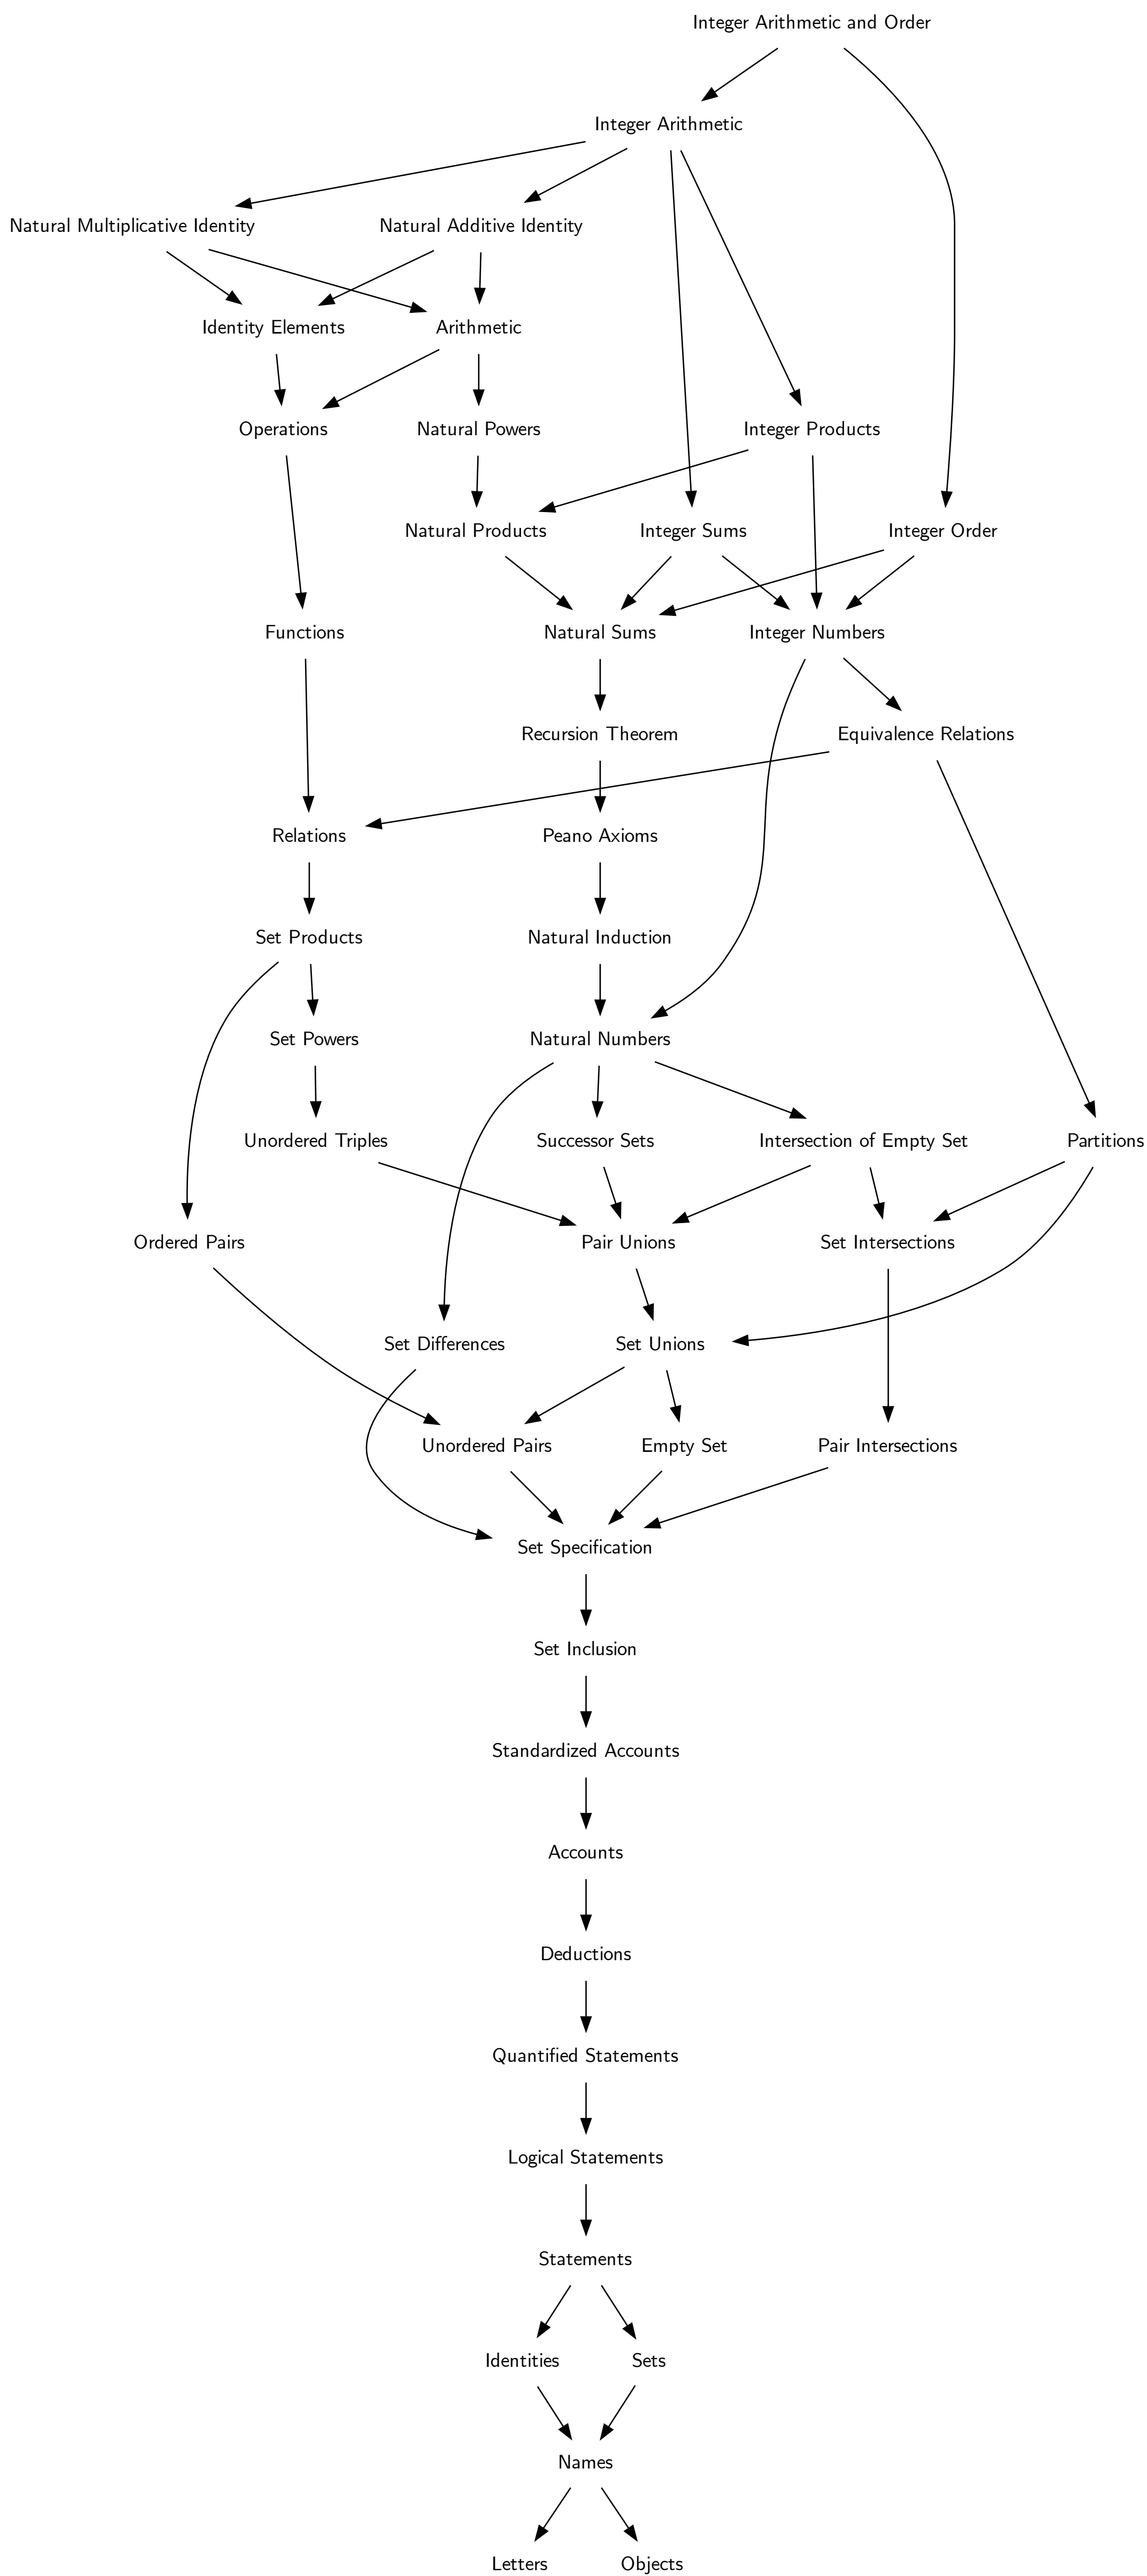 Integer Arithmetic and Order
Integer Arithmetic
Natural Multiplicative Identity
Natural Additive Identity
Identity Elements
Arithmetic
Operations
Natural Powers
Integer Products
Natural Products
Integer Sums
Integer Order
Functions
Natural Sums
Integer Numbers
Recursion Theorem
Equivalence Relations
Relations
Peano Axioms
Set Products
Natural Induction
Set Powers
Natural Numbers
Unordered Triples
Successor Sets
Intersection of Empty Set
Partitions
Ordered Pairs
Pair Unions
Set Intersections
Set Differences
Set Unions
Unordered Pairs
Empty Set
Pair Intersections
Set Specification
Set Inclusion
Standardized Accounts
Accounts
Deductions
Quantified Statements
Logical Statements
Statements
Identities
Sets
Names
Letters
Objects